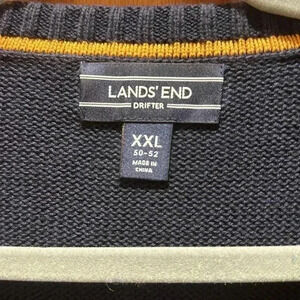 LANDS' END
DRIFTER
XXL
50-52
MADE IN
CHINA